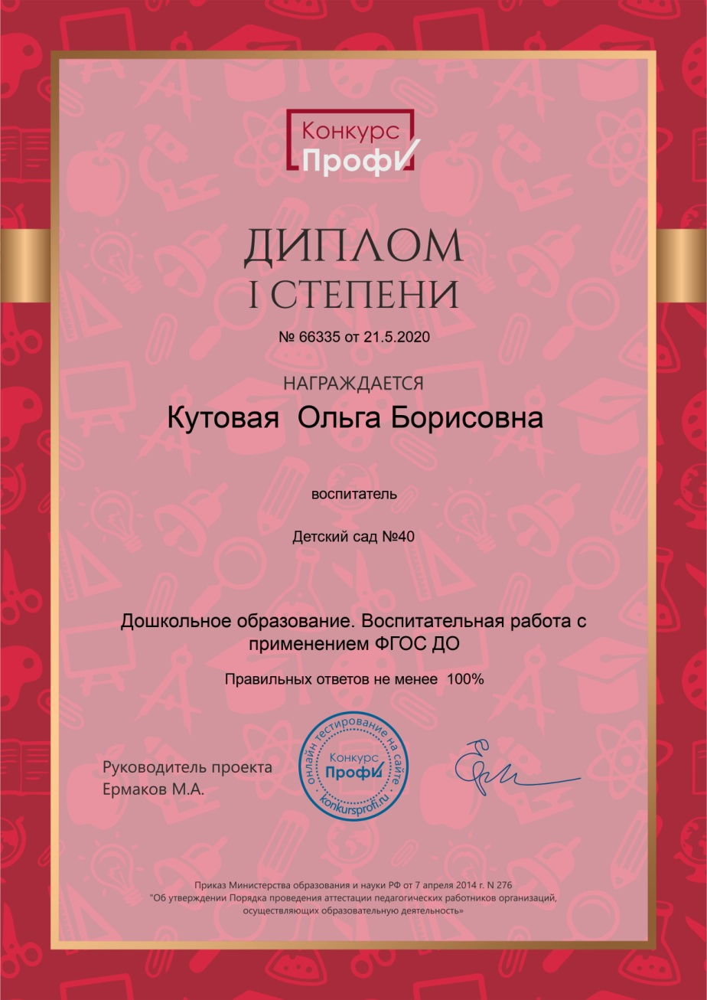 Конкурс
Профи
ДИПЛОМ
I СТЕПЕНИ
№ 66335 от 21.5.2020
НАГРАЖДАЕТСЯ
Кутовая Ольга Борисовна
воспитатель
Детский сад №40
Дошкольное образование. Воспитательная работа с
применением ФГОС ДО
Правильных ответов не менее 100%
Руководитель проекта
Ермаков М.А.
онлайн тестирование на сайте
Конкурс
Профи
konkursprofi.ru
Приказ Министерства образования и науки РФ от 7 апреля 2014 г. N 276
"Об утверждении Порядка проведения аттестации педагогических работников организаций,
осуществляющих образовательную деятельность»